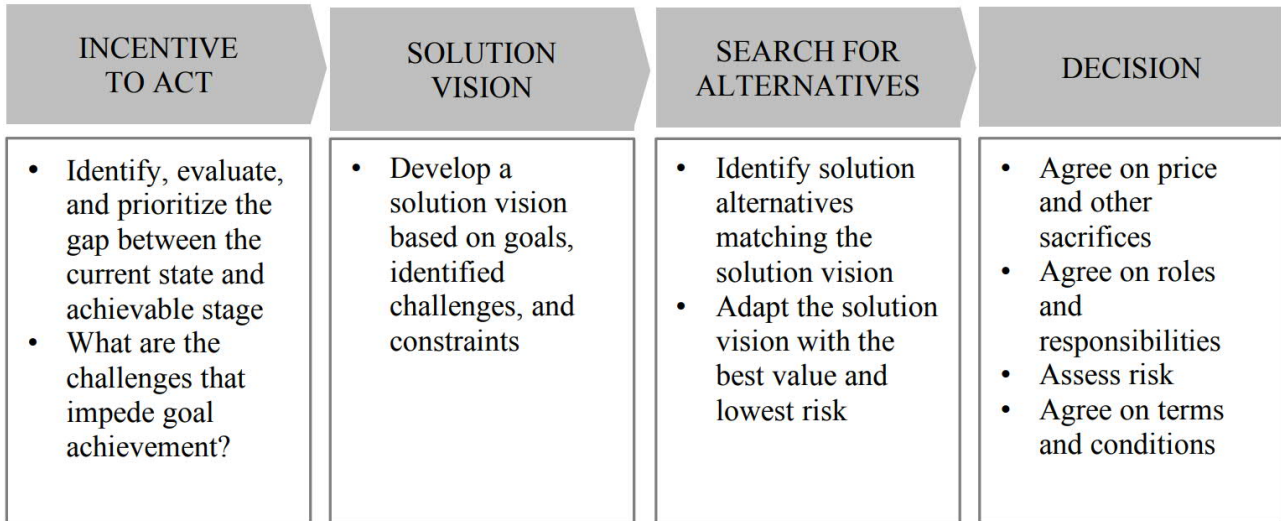 INCENTIVE
TO ACT
• Identify, evaluate,
and prioritize the
gap between the
current state and
achievable stage
• What are the
challenges that
impede goal
achievement?
SOLUTION
VISION
• Develop a
solution vision
based on goals,
identified
challenges, and
constraints
SEARCH FOR
ALTERNATIVES
• Identify solution
alternatives
matching the
solution vision
• Adapt the solution
vision with the
best value and
lowest risk
DECISION
• Agree on price
and other
sacrifices
• Agree on roles
and
responsibilities
• Assess risk
• Agree on terms
and conditions